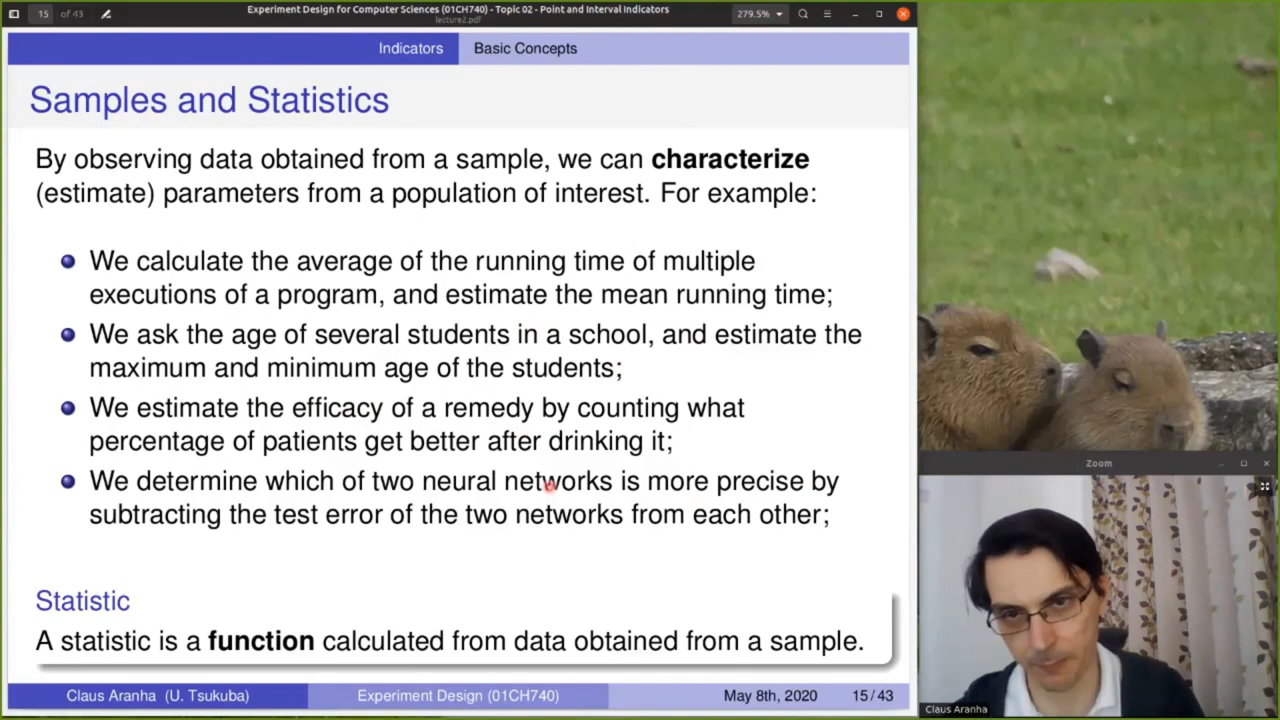 15 of 43
Experiment Design for Computer Sciences (01CH740) - Topic 02 - Point and Interval Indicators
lecture2.pdf
279.5%
Indicators Basic Concepts
Samples and Statistics
By observing data obtained from a sample, we can characterize
(estimate) parameters from a population of interest. For example:
We calculate the average of the running time of multiple
executions of a program, and estimate the mean running time;
We ask the age of several students in a school, and estimate the
maximum and minimum age of the students;
We estimate the efficacy of a remedy by counting what
percentage of patients get better after drinking it;
We determine which of two neural networks is more precise by
subtracting the test error of the two networks from each other;
Statistic
A statistic is a function calculated from data obtained from a sample.
Claus Aranha (U. Tsukuba) Experiment Design (01CH740) May 8th, 2020 15 / 43
Zoom
Claus Aranha